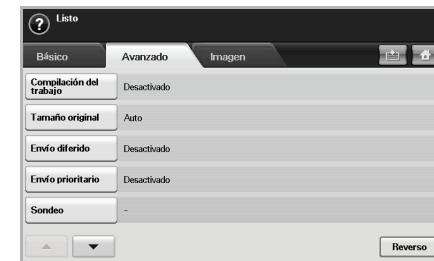 Listo
Básico
Avanzado
Imagen
Compilación del
trabajo
Desactivado
Tamaño original
Auto
Envío diferido
Desactivado
Envío prioritario
Desactivado
Sondeo
-
Reverso